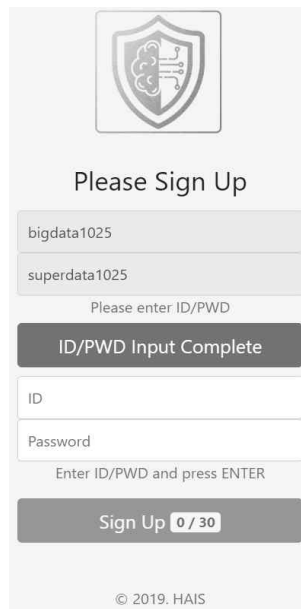 Please Sign Up
bigdata1025
superdata1025
Please enter ID/PWD
ID/PWD Input Complete
ID
Password
Enter ID/PWD and press ENTER
Sign Up 0 / 30
© 2019. HAIS